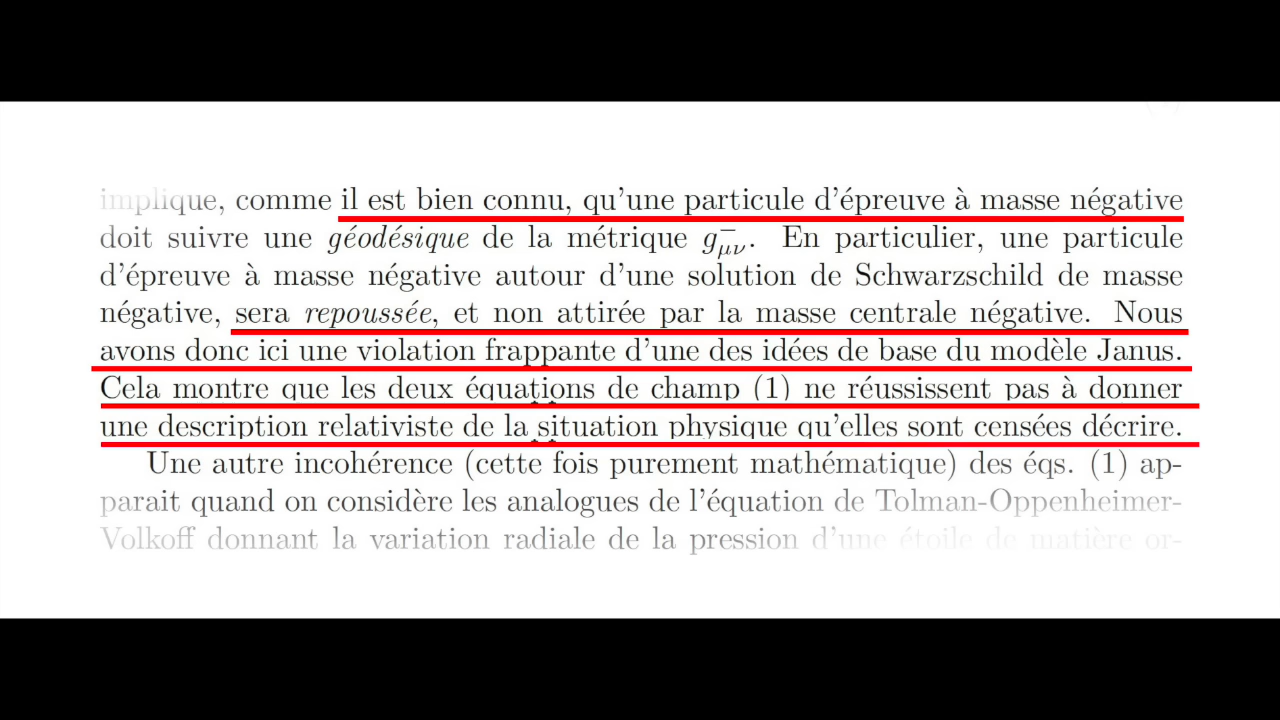 implique, comme il est bien connu, qu'une particule d'épreuve à masse négative
doit suivre une géodésique de la métrique g⁻μν. En particulier, une particule
d'épreuve à masse négative autour d'une solution de Schwarzschild de masse
négative, sera repoussée, et non attirée par la masse centrale négative. Nous
avons donc ici une violation frappante d'une des idées de base du modèle Janus.
Cela montre que les deux équations de champ (1) ne réussissent pas à donner
une description relativiste de la situation physique qu'elles sont censées décrire.
Une autre incohérence (cette fois purement mathématique) des éqs. (1) ap-
parait quand on considère les analogues de l'équation de Tolman-Oppenheimer-
Volkoff donnant la variation radiale de la pression d'une étoile de matière or-